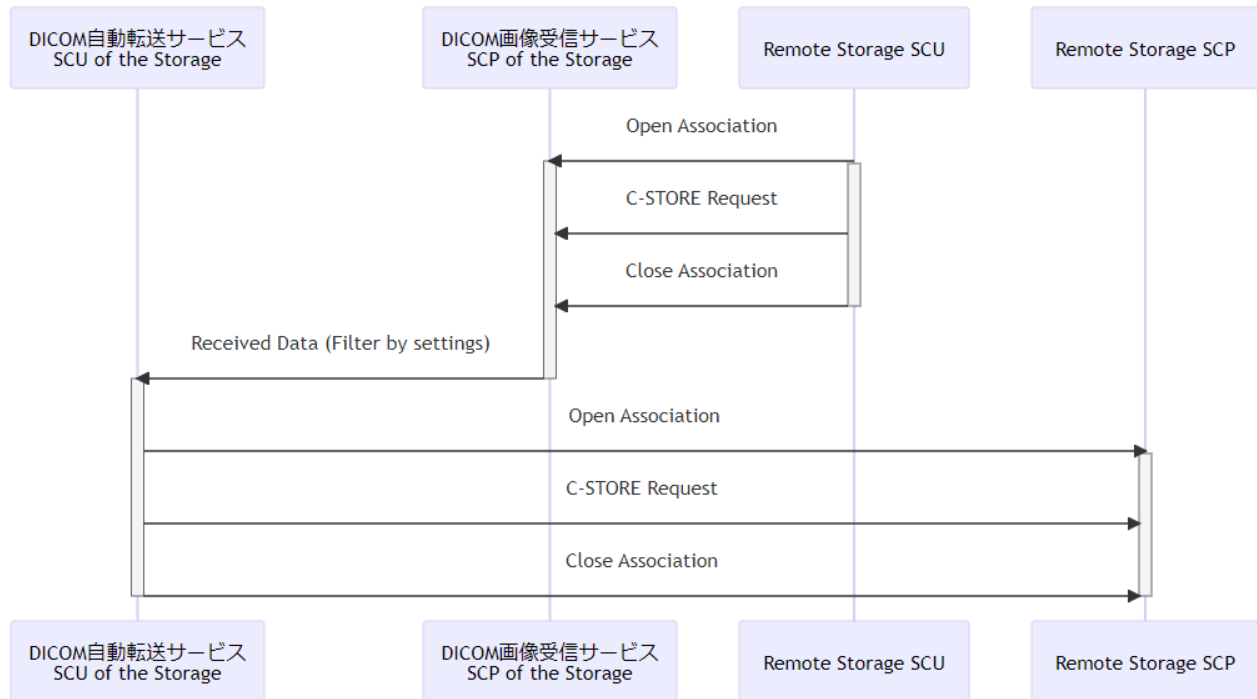 DICOM自動転送サービス
SCU of the Storage
DICOM画像受信サービス
SCP of the Storage
Remote Storage SCU
Remote Storage SCP
Open Association
C-STORE Request
Close Association
Received Data (Filter by settings)
Open Association
C-STORE Request
Close Association
DICOM自動転送サービス
SCU of the Storage
DICOM画像受信サービス
SCP of the Storage
Remote Storage SCU
Remote Storage SCP